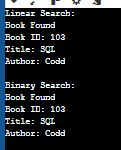 Linear Search:
Book Found
Book ID: 103
Title: SQL
Author: Codd
Binary Search:
Book Found
Book ID: 103
Title: SQL
Author: Codd